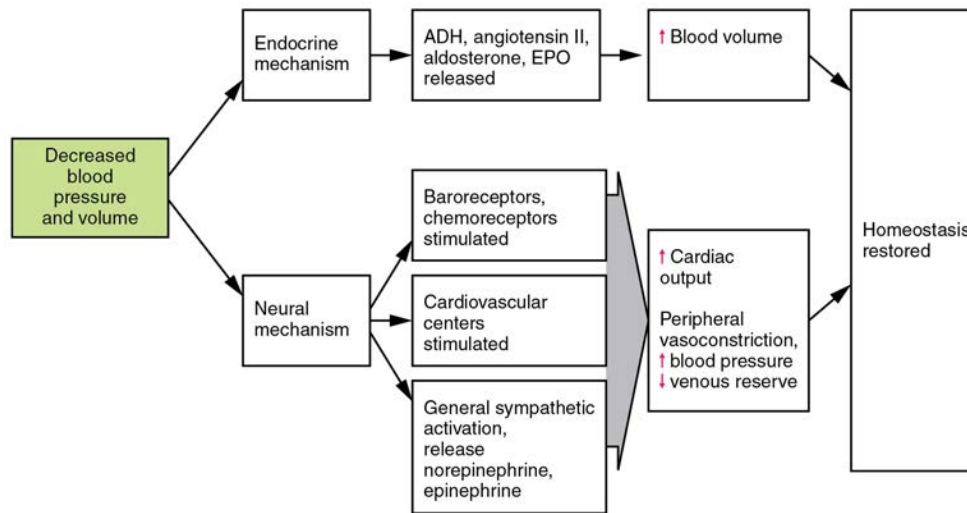 Decreased
blood
pressure
and volume
Endocrine
mechanism
ADH, angiotensin II,
aldosterone, EPO
released
↑ Blood volume
Neural
mechanism
Baroreceptors,
chemoreceptors
stimulated
Cardiovascular
centers
stimulated
General sympathetic
activation,
release
norepinephrine,
epinephrine
↑ Cardiac
output
Peripheral
vasoconstriction,
↑ blood pressure
↓ venous reserve
Homeostasis
restored